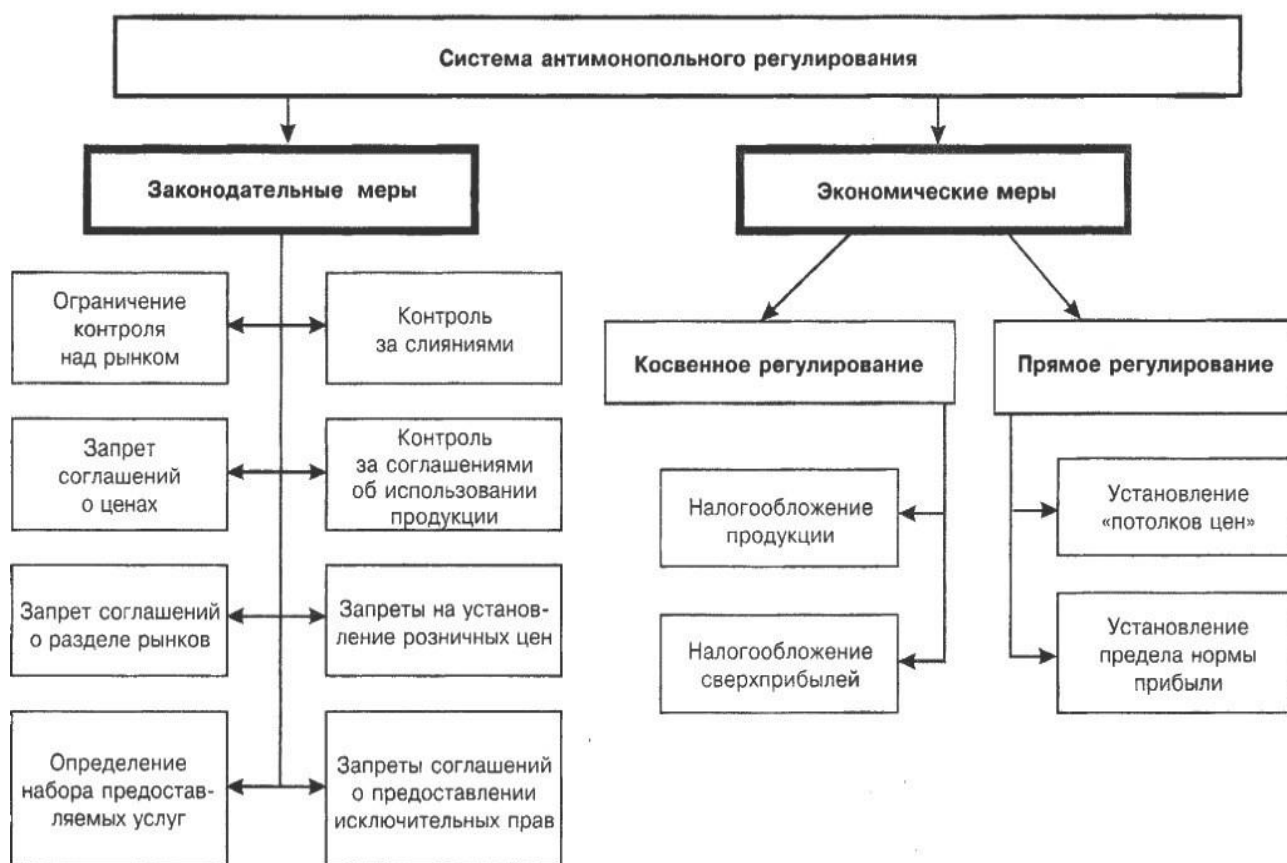 Система антимонопольного регулирования
Законодательные меры
Экономические меры
Ограничение
контроля
над рынком
Контроль
за слияниями
Запрет
соглашений
о ценах
Контроль
за соглашениями
об использовании
продукции
Запрет соглашений
о разделе рынков
Запреты на установ-
ление розничных цен
Определение
набора предостав-
ляемых услуг
Запреты соглашений
о предоставлении
исключительных прав
Косвенное регулирование
Прямое регулирование
Налогообложение
продукции
Налогообложение
сверхприбылей
Установление
«потолков цен»
Установление
предела нормы
прибыли